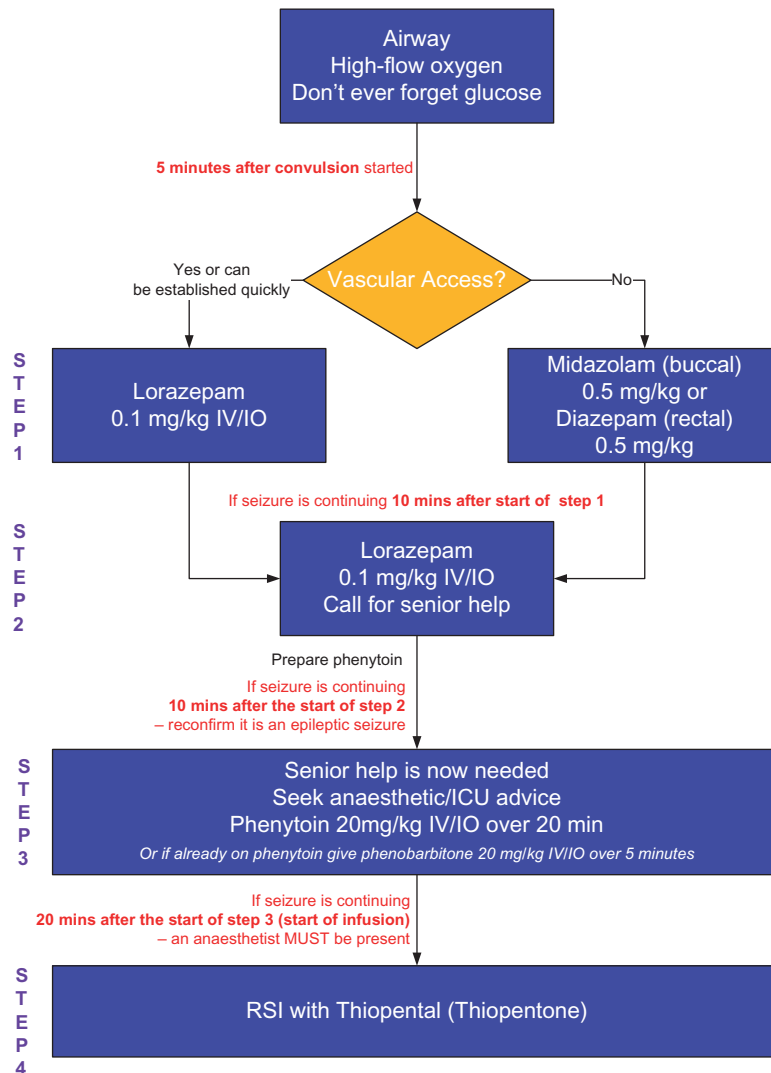 Airway
High-flow oxygen
Don't ever forget glucose
5 minutes after convulsion started
Vascular Access?
Yes or can
be established quickly
No
STEP1
Lorazepam
0.1 mg/kg IV/IO
Midazolam (buccal)
0.5 mg/kg or
Diazepam (rectal)
0.5 mg/kg
If seizure is continuing 10 mins after start of step 1
STEP2
Lorazepam
0.1 mg/kg IV/IO
Call for senior help
Prepare phenytoin
If seizure is continuing
10 mins after the start of step 2
– reconfirm it is an epileptic seizure
STEP3
Senior help is now needed
Seek anaesthetic/ICU advice
Phenytoin 20mg/kg IV/IO over 20 min
Or if already on phenytoin give phenobarbitone 20 mg/kg IV/IO over 5 minutes
If seizure is continuing
20 mins after the start of step 3 (start of infusion)
– an anaesthetist MUST be present
STEP4
RSI with Thiopental (Thiopentone)